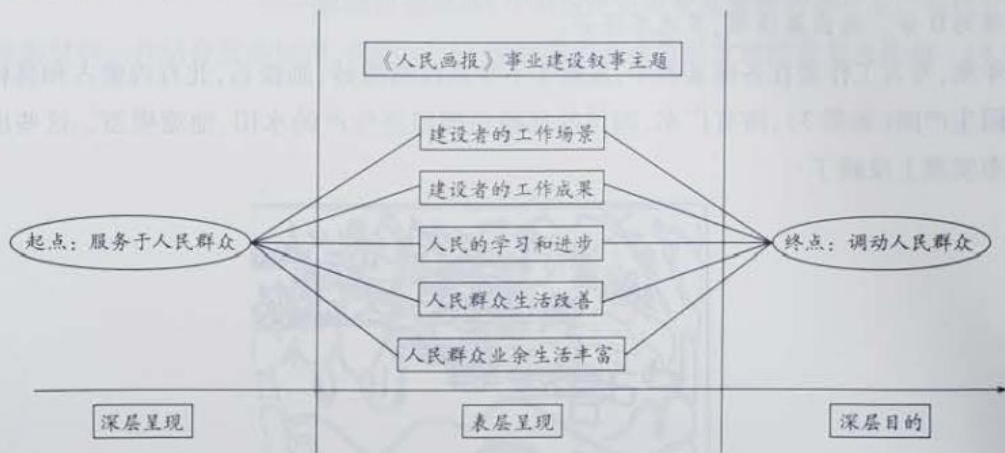 《人民画报》事业建设叙事主题
建设者的工作场景
建设者的工作成果
起点：服务于人民群众
人民的学习和进步
终点：调动人民群众
人民群众生活改善
人民群众业余生活丰富
深层呈现
表层呈现
深层目的